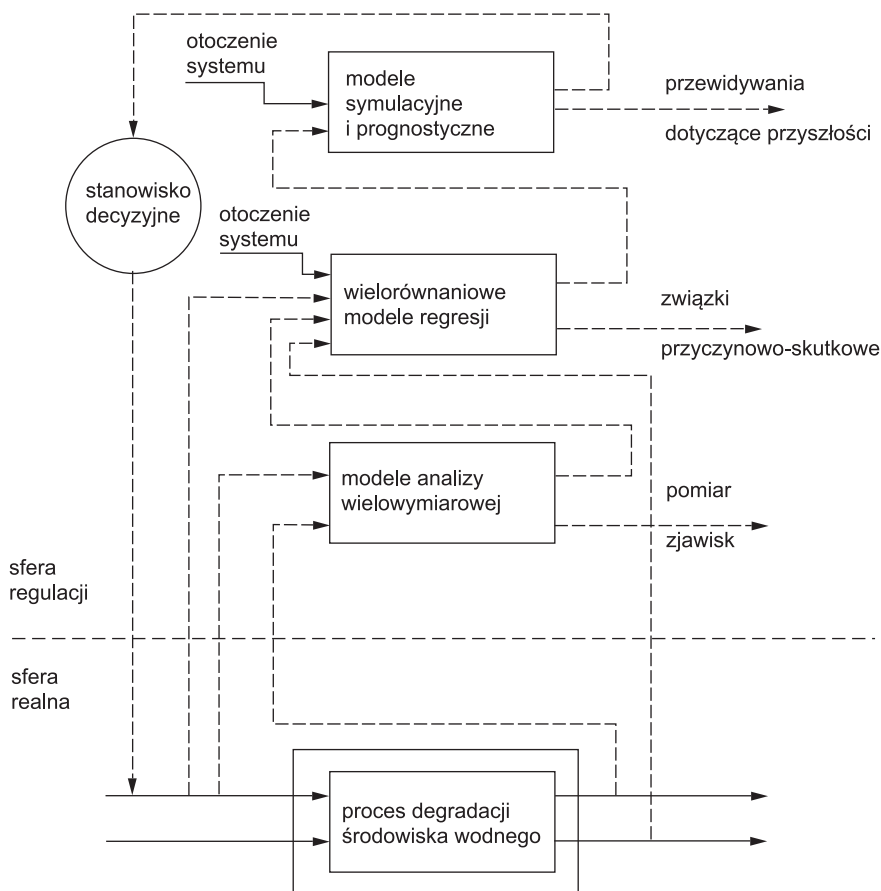 otoczenie
systemu
modele
symulacyjne
i prognostyczne
przewidywania
dotyczące przyszłości
stanowisko
decyzyjne
otoczenie
systemu
wielorównaniowe
modele regresji
związki
przyczynowo-skutkowe
modele analizy
wielowymiarowej
pomiar
zjawisk
sfera
regulacji
sfera
realna
proces degradacji
środowiska wodnego